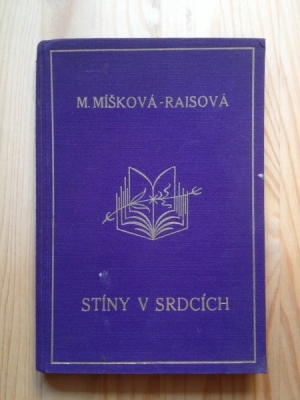 M. MÍŠKOVÁ-RAISOVÁ
STÍNY V SRDCÍCH